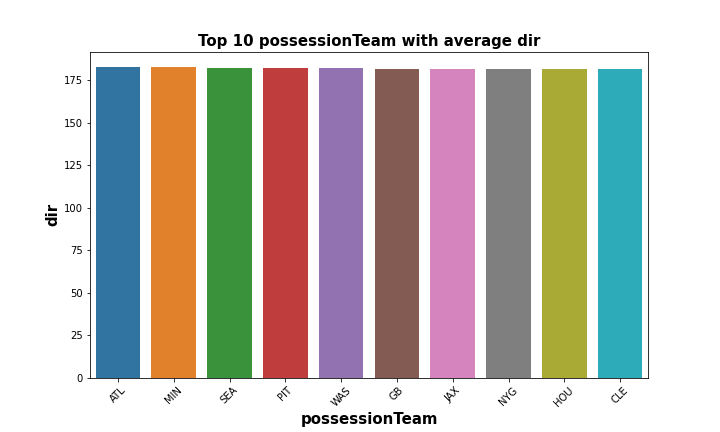 Top 10 possessionTeam with average dir
175
150
125
100
75
50
25
0
dir
ATL MIN SEA PIT WAS GB JAX NYG HOU CLE
possessionTeam